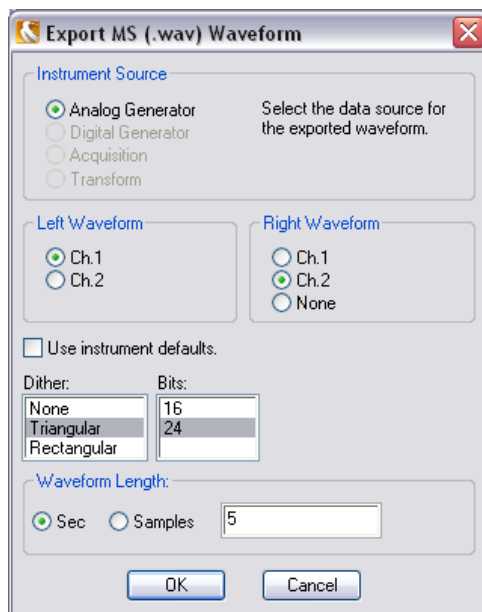 Export MS (.wav) Waveform
Instrument Source
Analog Generator
Digital Generator
Acquisition
Transform
Select the data source for
the exported waveform.
Left Waveform
Ch.1
Ch.2
Right Waveform
Ch.1
Ch.2
None
Use instrument defaults.
Dither:
None
Triangular
Rectangular
Bits:
16
24
Waveform Length:
Sec
Samples
5
OK
Cancel